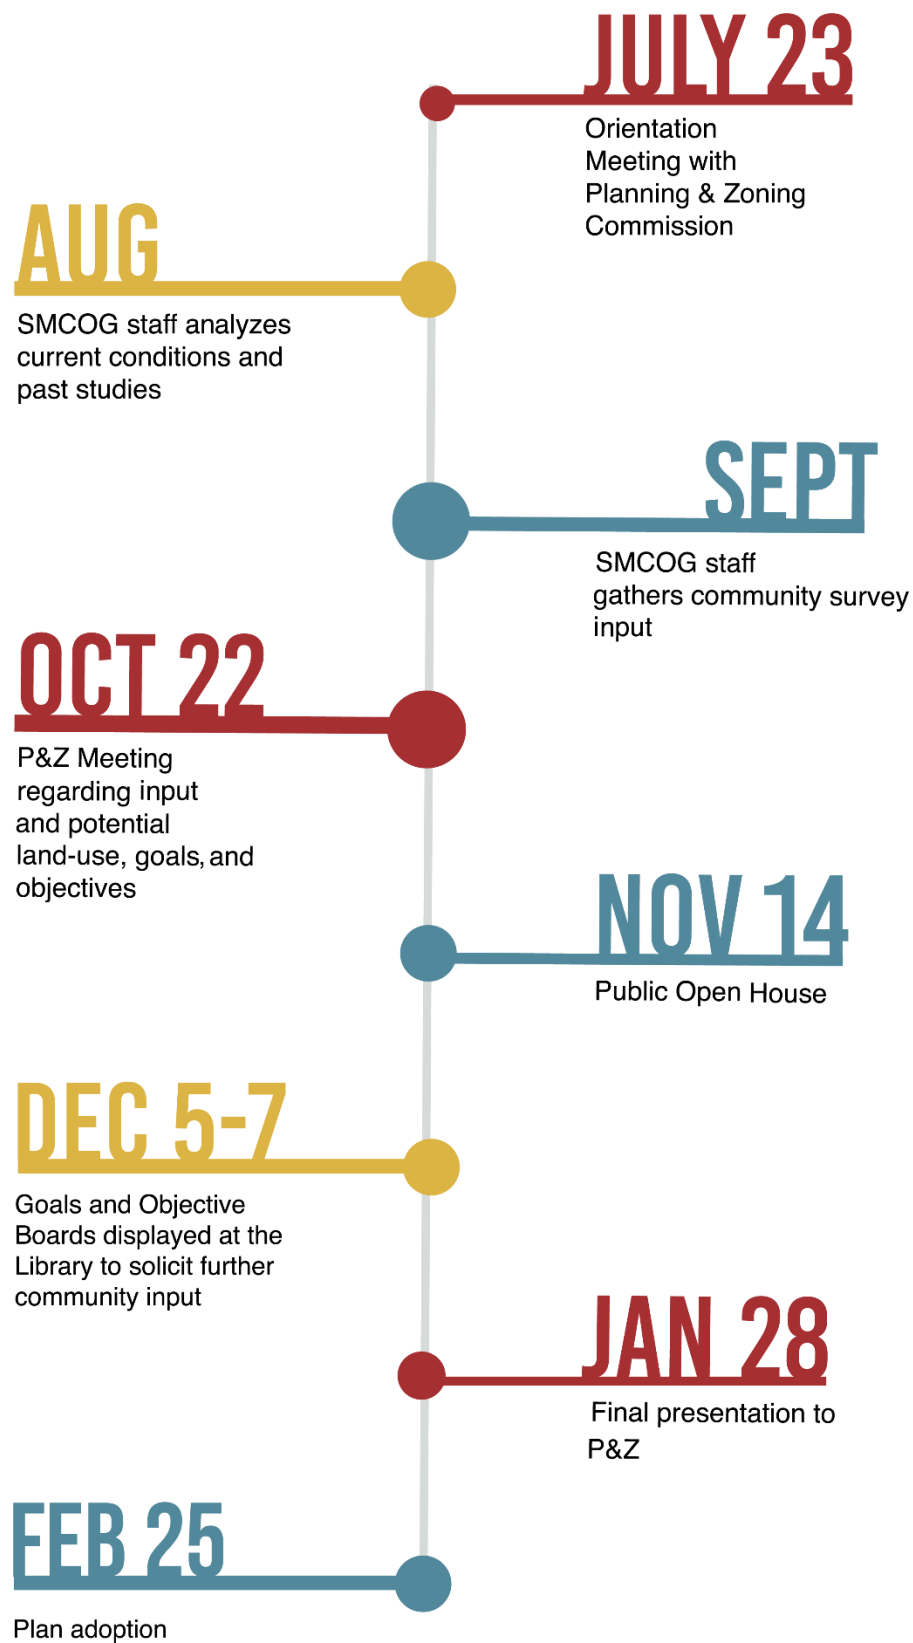 JULY 23
Orientation
Meeting with
Planning & Zoning
Commission
AUG
SMCOG staff analyzes
current conditions and
past studies
SEPT
SMCOG staff
gathers community survey
input
OCT 22
P&Z Meeting
regarding input
and potential
land-use, goals, and
objectives
NOV 14
Public Open House
DEC 5-7
Goals and Objective
Boards displayed at the
Library to solicit further
community input
JAN 28
Final presentation to
P&Z
FEB 25
Plan adoption